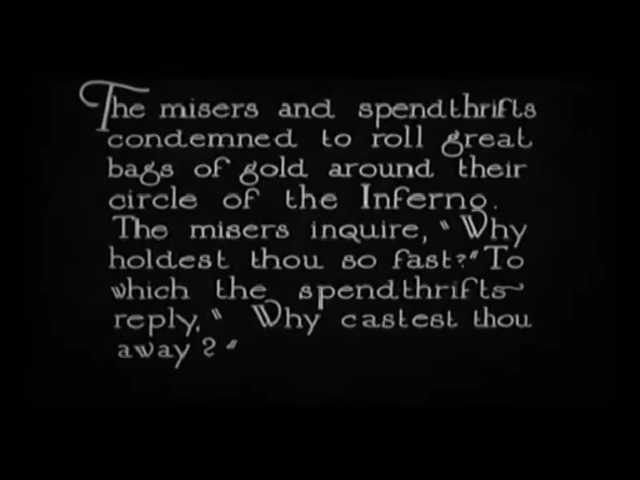 The misers and spendthrifts
condemned to roll great
bags of gold around their
circle of the Inferno.
The misers inquire, "Why
holdest thou so fast?" To
which the spendthrifts
reply, "Why castest thou
away?"